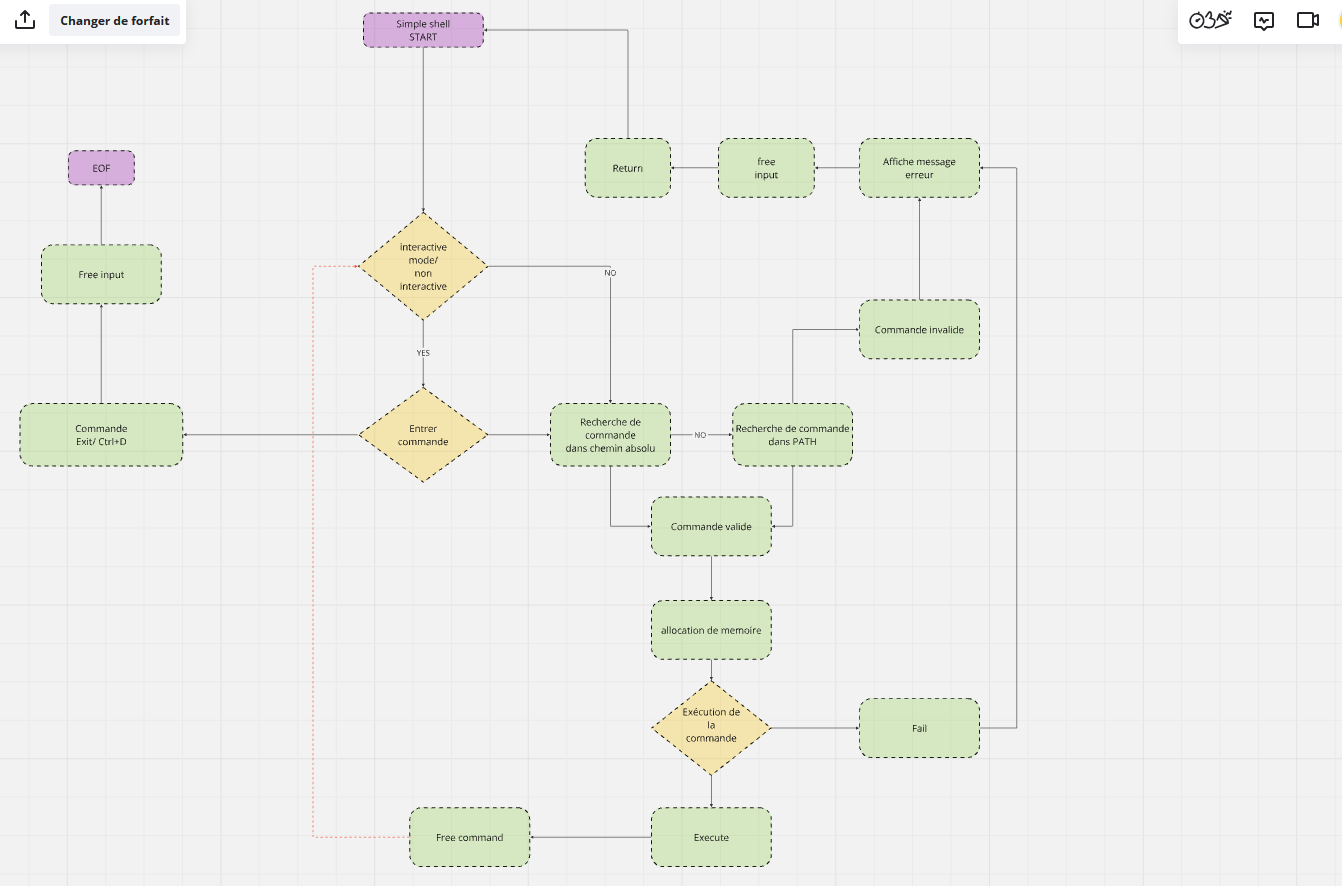 Changer de forfait
Simple shell
START
EOF
Return
free
input
Affiche message
erreur
Free input
interactive
mode/
non
interactive
NO
YES
Commande invalide
Commande
Exit/ Ctrl+D
Entrer
commande
Recherche de
commande
dans chemin absolu
NO
Recherche de commande
dans PATH
Commande valide
allocation de memoire
Exécution de
la
commande
Fail
Free command
Execute